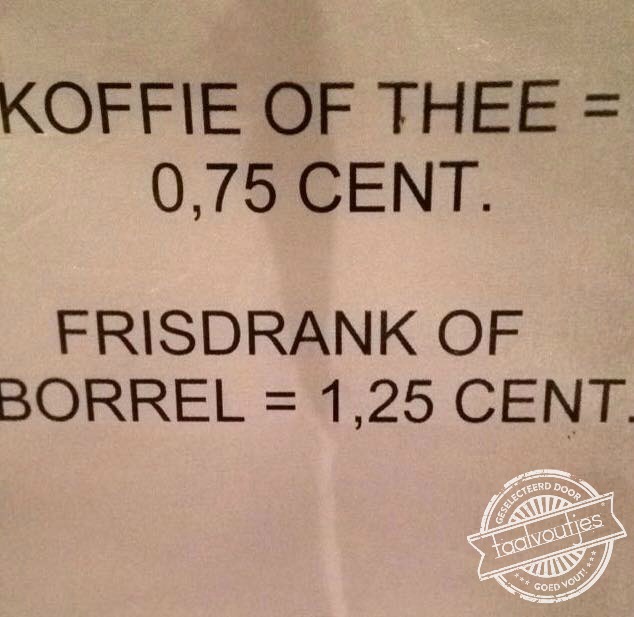 KOFFIE OF THEE =
0,75 CENT.
FRISDRANK OF
BORREL = 1,25 CENT.
GESELECTEERD DOOR
taalvoutjes
GOED VOUT!